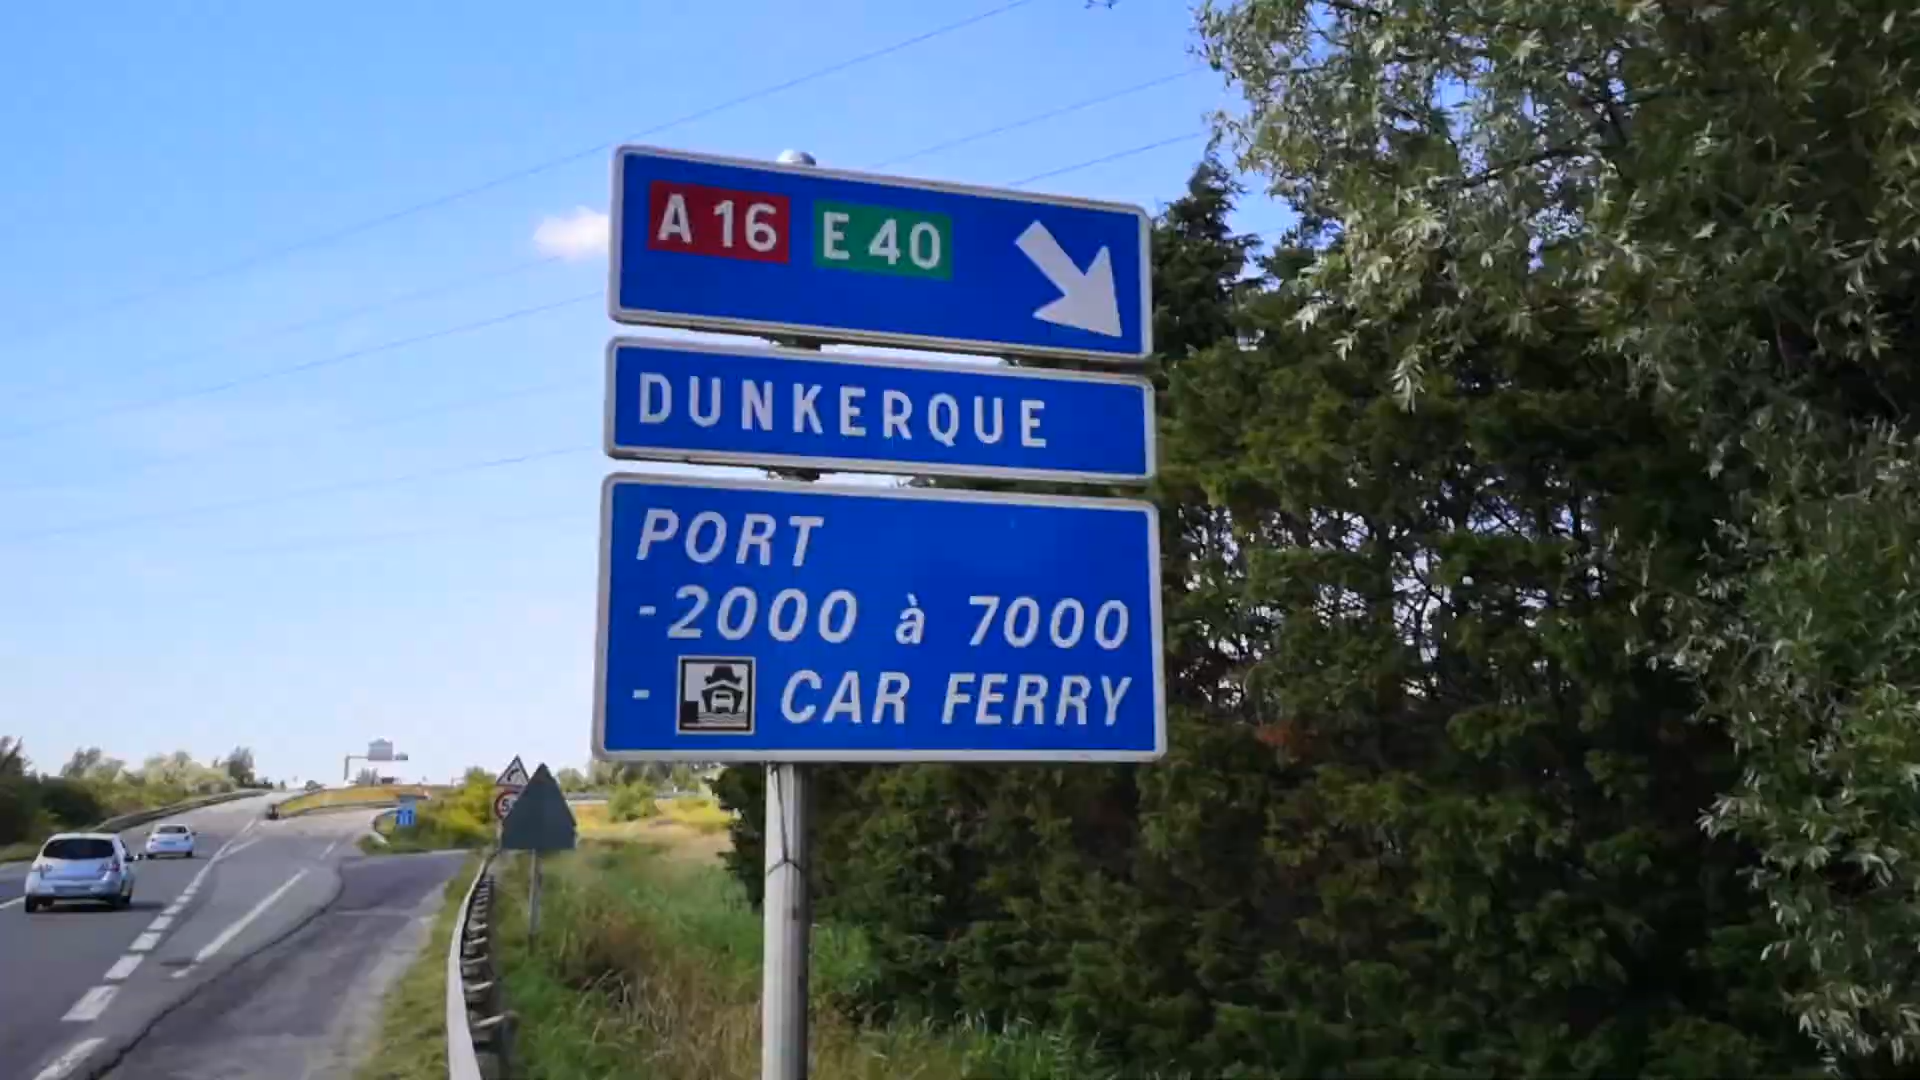 A 16 E 40
DUNKERQUE
PORT
-2000 à 7000
- CAR FERRY